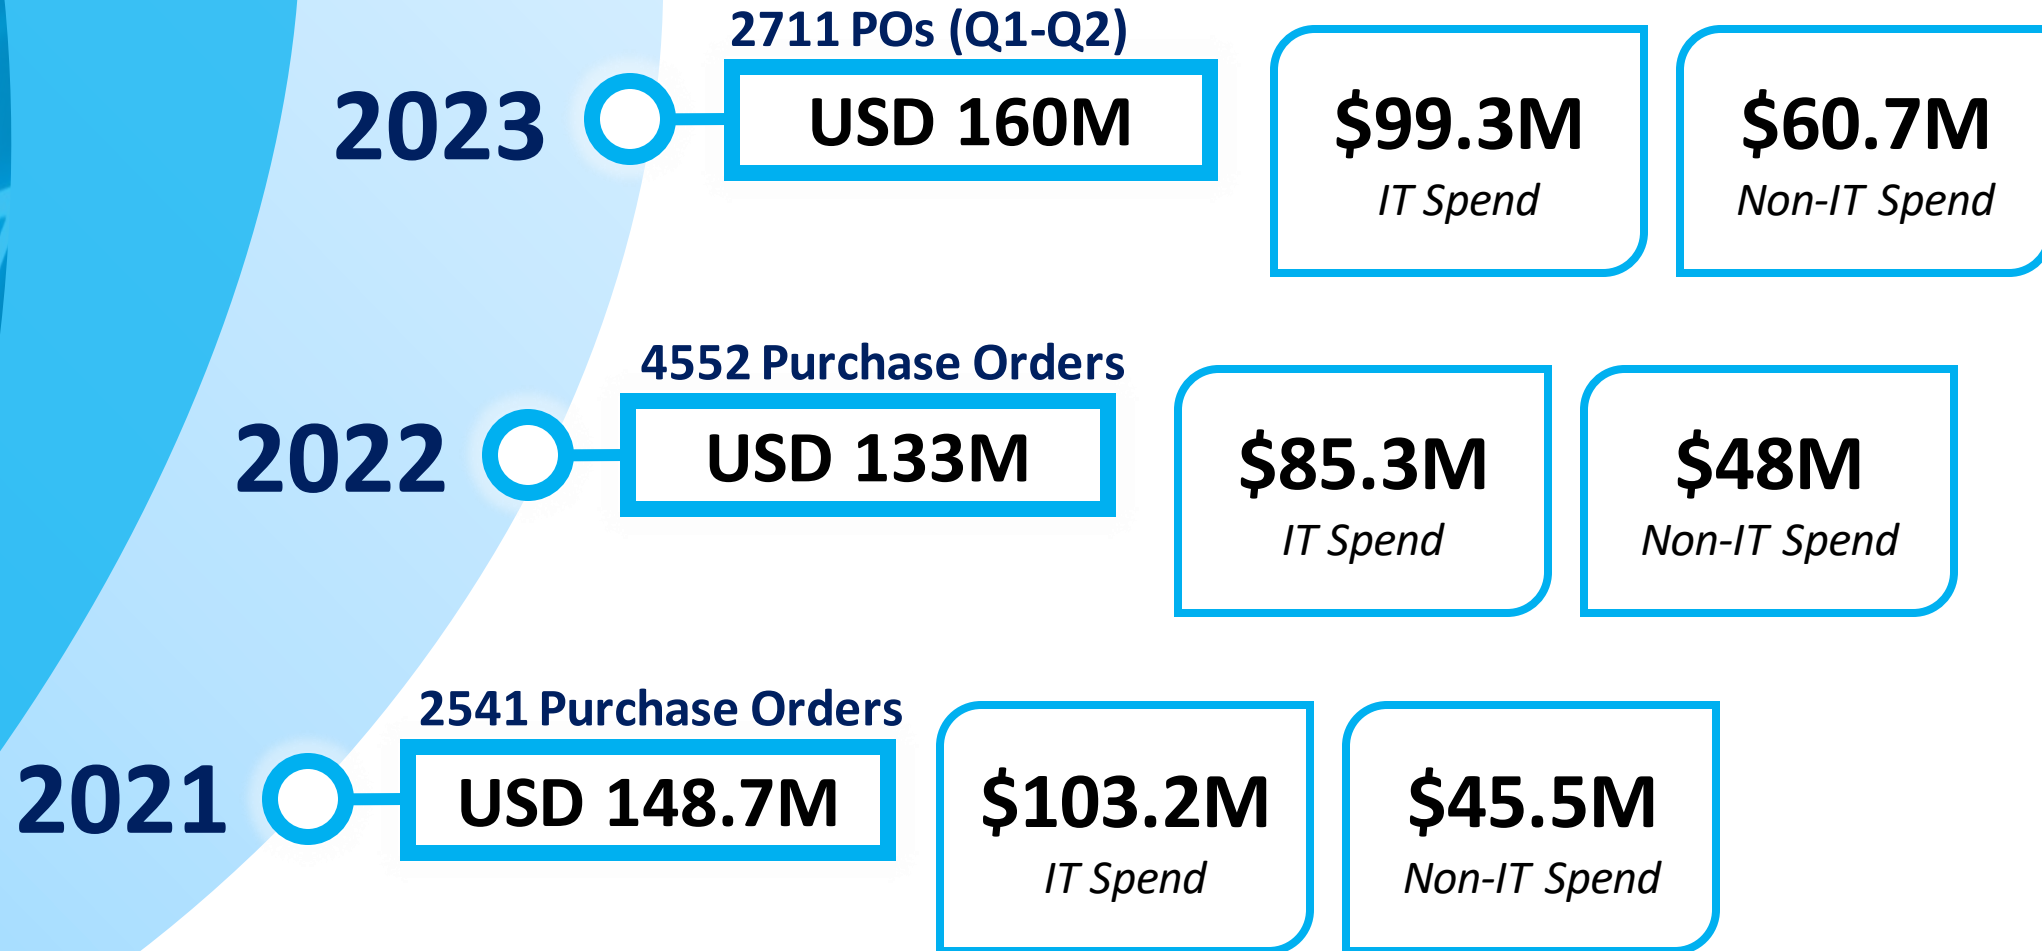 2711 POs (Q1-Q2)
2023
USD 160M
$99.3M
IT Spend
$60.7M
Non-IT Spend
4552 Purchase Orders
2022
USD 133M
$85.3M
IT Spend
$48M
Non-IT Spend
2541 Purchase Orders
2021
USD 148.7M
$103.2M
IT Spend
$45.5M
Non-IT Spend